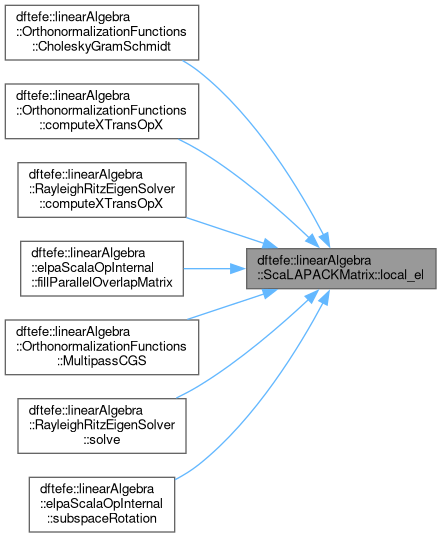 dftefe::linearAlgebra
::OrthonormalizationFunctions
::CholeskyGramSchmidt
dftefe::linearAlgebra
::OrthonormalizationFunctions
::computeXTransOpX
dftefe::linearAlgebra
::RayleighRitzEigenSolver
::computeXTransOpX
dftefe::linearAlgebra
::elpaScalaOpInternal
::fillParallelOverlapMatrix
dftefe::linearAlgebra
::ScaLAPACKMatrix::local_el
dftefe::linearAlgebra
::OrthonormalizationFunctions
::MultipassCGS
dftefe::linearAlgebra
::RayleighRitzEigenSolver
::solve
dftefe::linearAlgebra
::elpaScalaOpInternal
::subspaceRotation